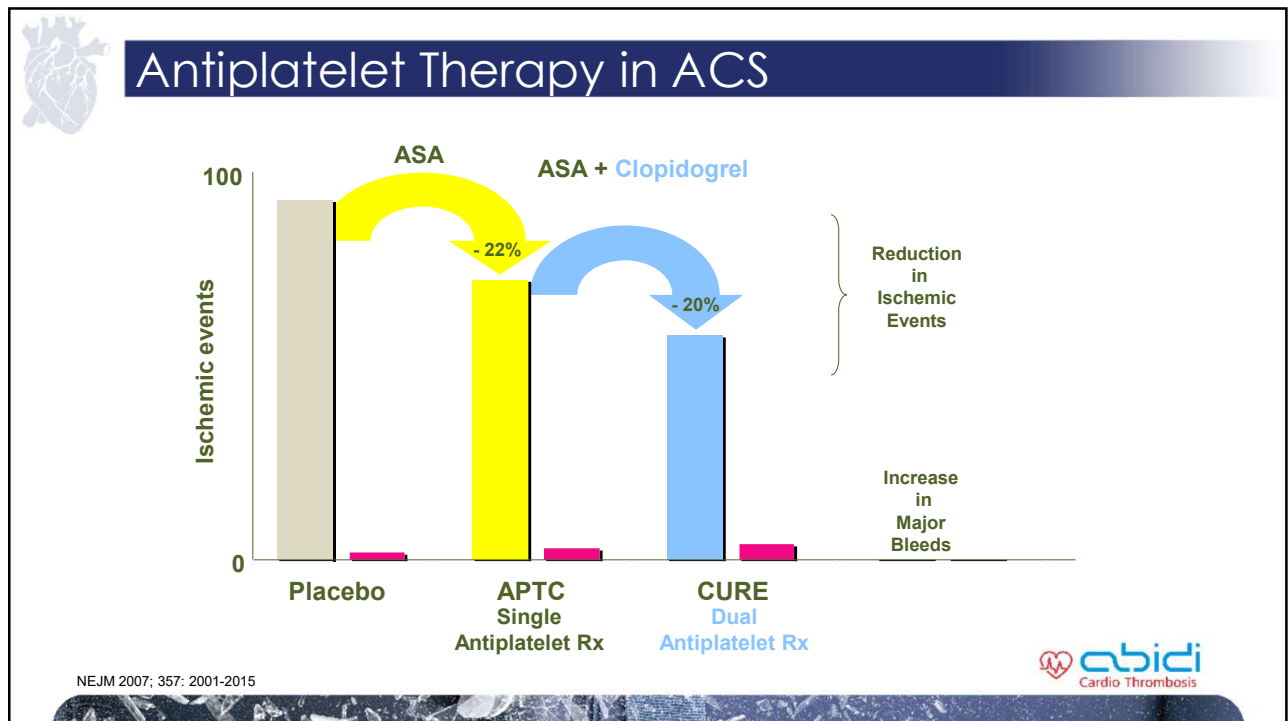 Antiplatelet Therapy in ACS
ASA
ASA + Clopidogrel
100
- 22%
- 20%
Reduction
in
Ischemic
Events
Ischemic events
Increase
in
Major
Bleeds
0
Placebo
APTC
Single
Antiplatelet Rx
CURE
Dual
Antiplatelet Rx
abidi
Cardio Thrombosis
NEJM 2007; 357: 2001-2015